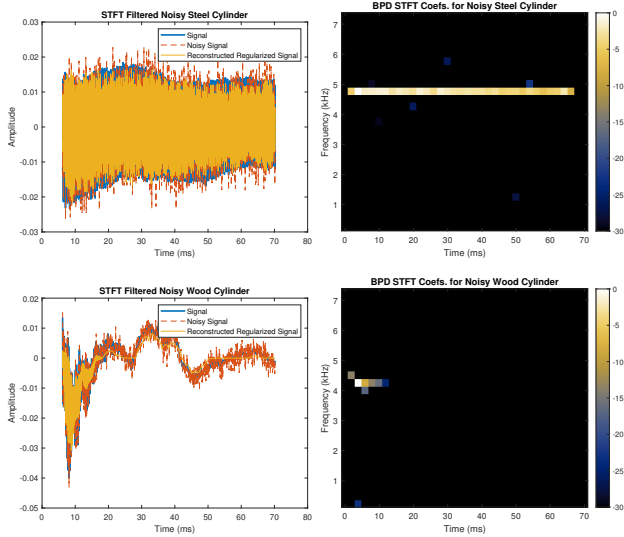 STFT Filtered Noisy Steel Cylinder
0.03
0.02
0.01
0
-0.01
-0.02
-0.03
Amplitude
Signal
Noisy Signal
Reconstructed Regularized Signal
0 10 20 30 40 50 60 70 80
Time (ms)
BPD STFT Coefs. for Noisy Steel Cylinder
7
6
5
4
3
2
1
Frequency (kHz)
0 10 20 30 40 50 60 70
Time (ms)
0
-5
-10
-15
-20
-25
-30
STFT Filtered Noisy Wood Cylinder
0.02
0.01
0
-0.01
-0.02
-0.03
-0.04
-0.05
Amplitude
Signal
Noisy Signal
Reconstructed Regularized Signal
0 10 20 30 40 50 60 70 80
Time (ms)
BPD STFT Coefs. for Noisy Wood Cylinder
7
6
5
4
3
2
1
Frequency (kHz)
0 10 20 30 40 50 60 70
Time (ms)
0
-5
-10
-15
-20
-25
-30